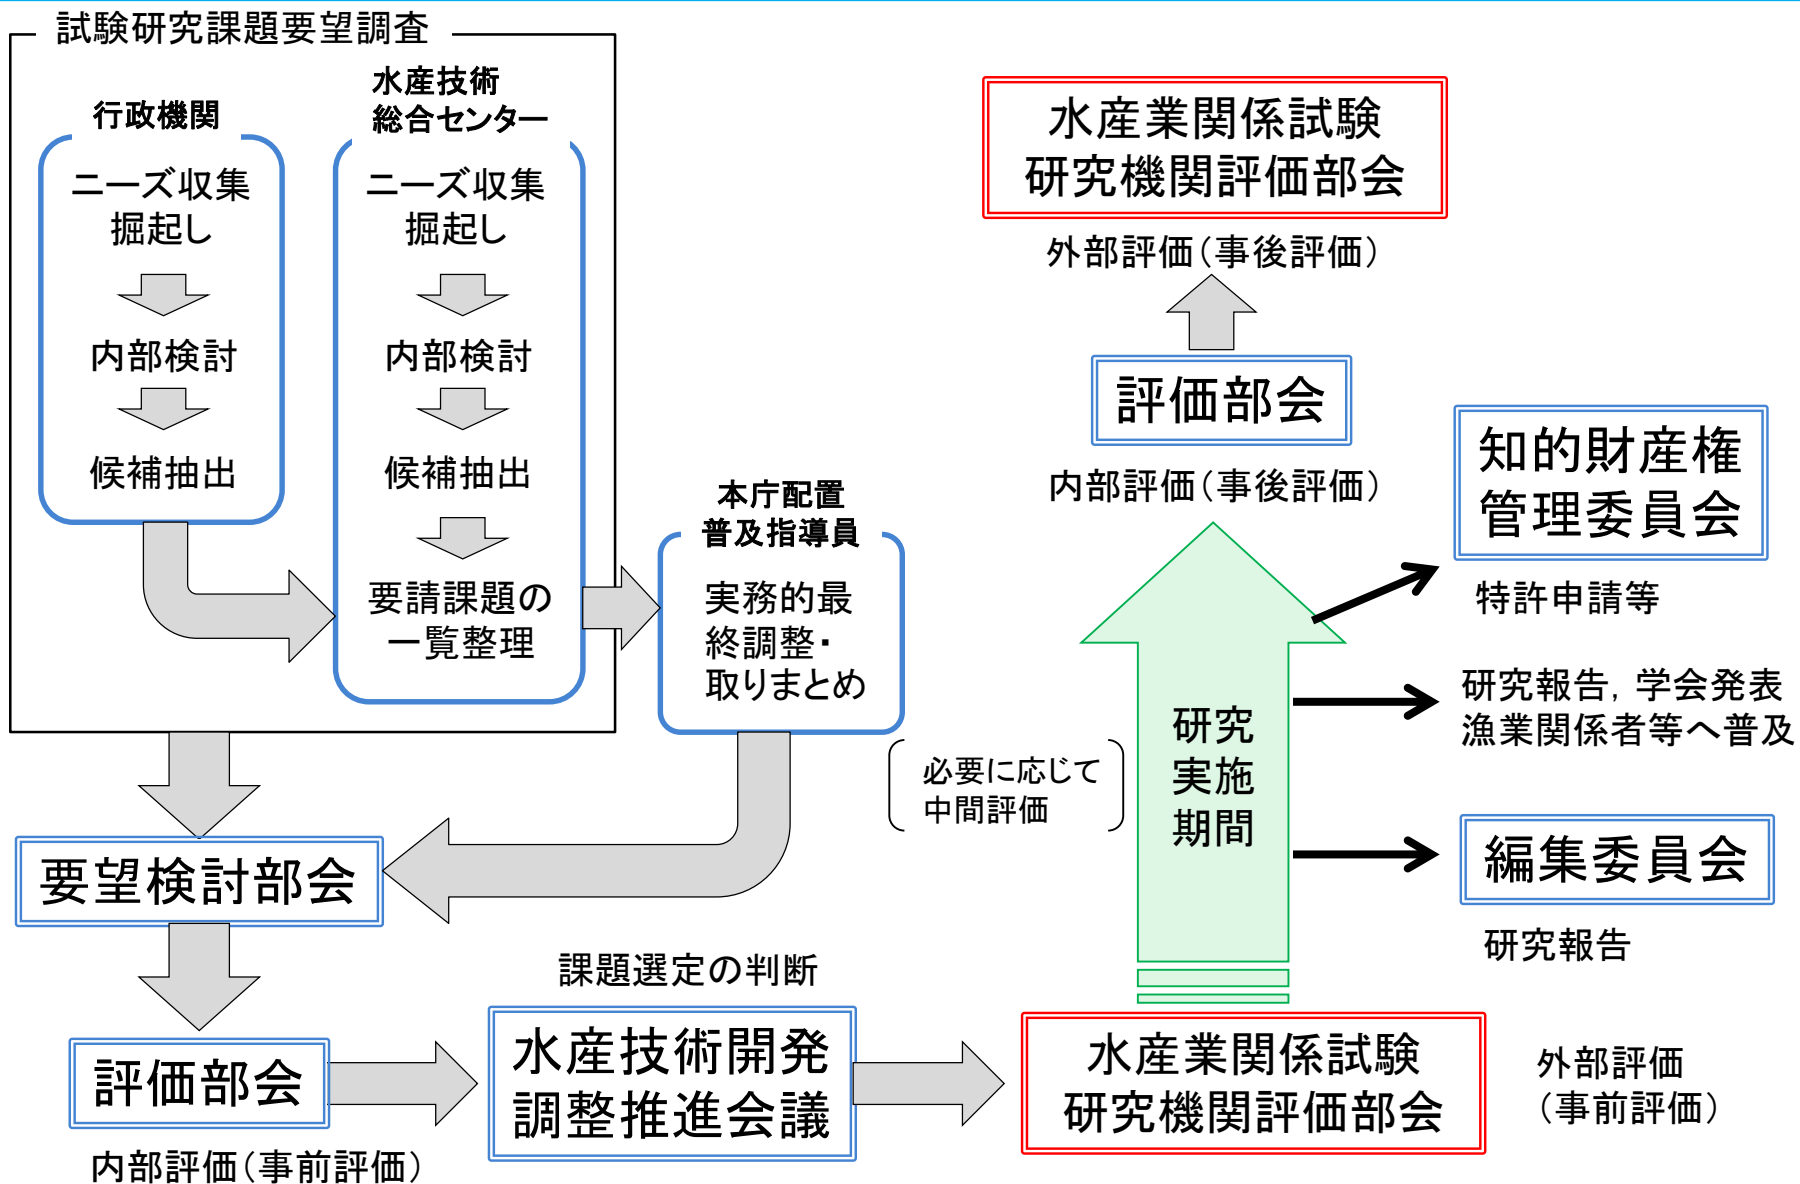 試験研究課題要望調査
行政機関
ニーズ収集
掘起し
内部検討
候補抽出
水産技術
総合センター
ニーズ収集
掘起し
内部検討
候補抽出
要請課題の
一覧整理
本庁配置
普及指導員
実務的最
終調整・
取りまとめ
要望検討部会
評価部会
内部評価(事前評価)
課題選定の判断
水産技術開発
調整推進会議
水産業関係試験
研究機関評価部会
外部評価
(事前評価)
研究
実施
期間
必要に応じて
中間評価
編集委員会
研究報告
研究報告,学会発表
漁業関係者等へ普及
知的財産権
管理委員会
特許申請等
評価部会
内部評価(事後評価)
水産業関係試験
研究機関評価部会
外部評価(事後評価)